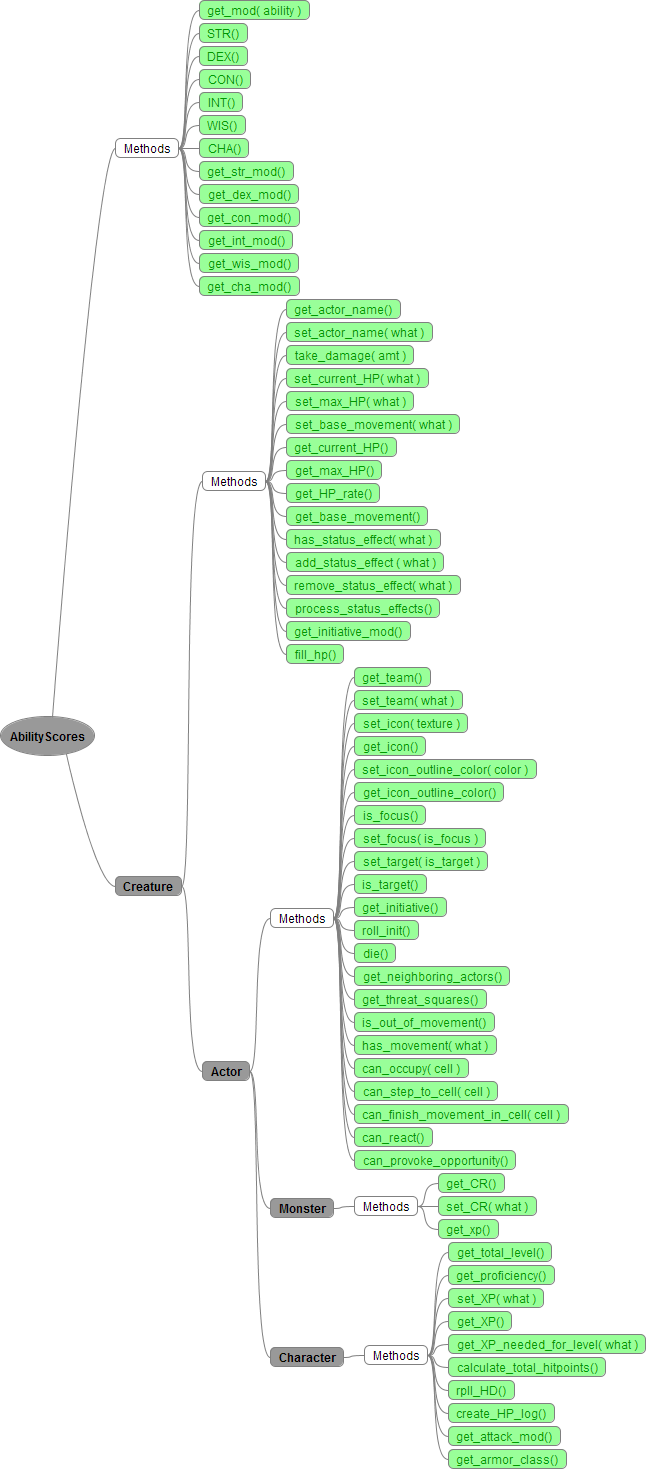 get_mod( ability )
STR()
DEX()
CON()
INT()
WIS()
Methods
CHA()
get_str_mod()
get_dex_mod()
get_con_mod()
get_int_mod()
get_wis_mod()
get_cha_mod()
get_actor_name()
set_actor_name( what )
take_damage( amt )
set_current_HP( what )
set_max_HP( what )
set_base_movement( what )
get_current_HP()
get_max_HP()
Methods
get_HP_rate()
get_base_movement()
has_status_effect( what )
add_status_effect ( what )
remove_status_effect( what )
process_status_effects()
get_initiative_mod()
fill_hp()
get_team()
set_team( what )
set_icon( texture )
AbilityScores
get_icon()
set_icon_outline_color( color )
get_icon_outline_color()
is_focus()
set_focus( is_focus )
set_target( is_target )
Creature
is_target()
get_initiative()
Methods
roll_init()
die()
get_neighboring_actors()
get_threat_squares()
is_out_of_movement()
has_movement( what )
can_occupy( cell )
Actor
can_step_to_cell( cell )
can_finish_movement_in_cell( cell )
can_react()
can_provoke_opportunity()
get_CR()
Monster
Methods
set_CR( what )
get_xp()
get_total_level()
get_proficiency()
set_XP( what )
get_XP()
get_XP_needed_for_level( what )
Character
Methods
calculate_total_hitpoints()
rpll_HD()
create_HP_log()
get_attack_mod()
get_armor_class()